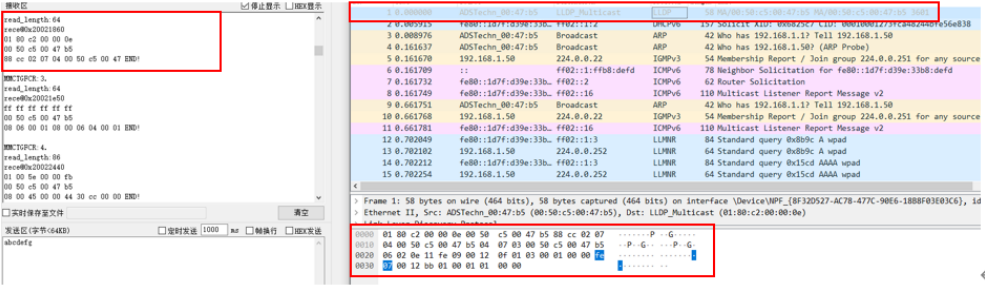 接收区
停止显示
HEX显示
read_length:64
rece@0x20021860
01 80 c2 00 00 0e
00 50 c5 00 47 b5
88 cc 02 07 04 00 50 c5 00 47 END!
MMCTGFCR:3.
read_length:64
rece@0x20021e50
ff ff ff ff ff ff
00 50 c5 00 47 b5
08 06 00 01 08 00 06 04 00 01 END!
MMCTGFCR:4.
read_length:86
rece@0x20022440
01 00 5e 00 00 fb
00 50 c5 00 47 b5
08 00 45 00 00 44 30 cc 00 00 END!
实时保存至文件
清空
发送区(字节<64KB)
定时发送 1000 ms
帧换行
HEX发送
abcdefg
1 0.000000 ADSTechn_00:47:b5 LLDP_Multicast LLDP 58 MA/00:50:c5:00:47:b5 MA/00:50:c5:00:47:b5 3601
2 0.005915 fe80::1d7f:d39e:33b… ff02::1:2 DHCPv6 157 Solicit XID: 0x6825c7 CID: 00010001273fca482448fe56e838
3 0.008976 ADSTechn_00:47:b5 Broadcast ARP 42 Who has 192.168.1.1? Tell 192.168.1.50
4 0.161637 ADSTechn_00:47:b5 Broadcast ARP 42 Who has 192.168.1.50? (ARP Probe)
5 0.161670 192.168.1.50 224.0.0.22 IGMPv3 54 Membership Report / Join group 224.0.0.251 for any source
6 0.161709 :: ff02::1:ffb8:defd ICMPv6 78 Neighbor Solicitation for fe80::1d7f:d39e:33b8:defd
7 0.161732 fe80::1d7f:d39e:33b… ff02::2 ICMPv6 62 Router Solicitation
8 0.161749 fe80::1d7f:d39e:33b… ff02::16 ICMPv6 110 Multicast Listener Report Message v2
9 0.661751 ADSTechn_00:47:b5 Broadcast ARP 42 Who has 192.168.1.1? Tell 192.168.1.50
10 0.661768 192.168.1.50 224.0.0.22 IGMPv3 54 Membership Report / Join group 224.0.0.251 for any source
11 0.661781 fe80::1d7f:d39e:33b… ff02::16 ICMPv6 110 Multicast Listener Report Message v2
12 0.702049 fe80::1d7f:d39e:33b… ff02::1:3 LLMNR 84 Standard query 0x8b9c A wpad
13 0.702102 192.168.1.50 224.0.0.252 LLMNR 64 Standard query 0x8b9c A wpad
14 0.702212 fe80::1d7f:d39e:33b… ff02::1:3 LLMNR 84 Standard query 0x15cd AAAA wpad
15 0.702254 192.168.1.50 224.0.0.252 LLMNR 64 Standard query 0x15cd AAAA wpad
Frame 1: 58 bytes on wire (464 bits), 58 bytes captured (464 bits) on interface \Device\NPF_{8F32D527-AC78-477C-90E6-1B88F03E03C6}, id
Ethernet II, Src: ADSTechn_00:47:b5 (00:50:c5:00:47:b5), Dst: LLDP_Multicast (01:80:c2:00:00:0e)
0000 01 80 c2 00 00 0e 00 50 c5 00 47 b5 88 cc 02 07 ·······P ··G·····
0010 04 00 50 c5 00 47 b5 04 07 03 00 50 c5 00 47 b5 ··P··G·· ···P··G·
0020 06 02 0e 11 fe 09 00 12 0f 01 03 00 01 00 00 fe ········ ········
0030 07 00 12 bb 01 00 01 01 00 00 ········ ··